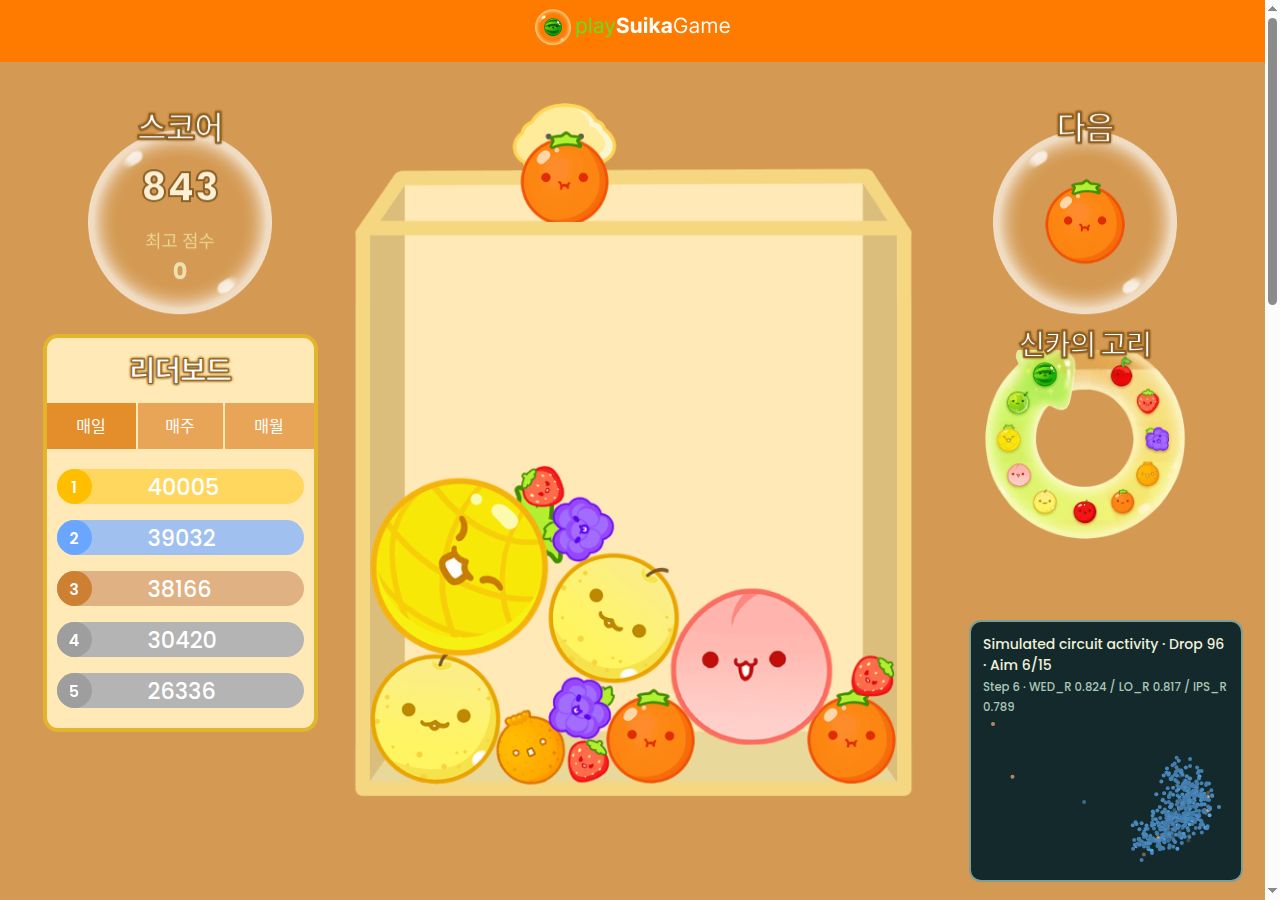 playSuikaGame
스코어
843
최고 점수
0
다음
신카의 고리
리더보드
매일 매주 매월
1 40005
2 39032
3 38166
4 30420
5 26336
Simulated circuit activity · Drop 96
· Aim 6/15
Step 6 · WED_R 0.824 / LO_R 0.817 / IPS_R
0.789